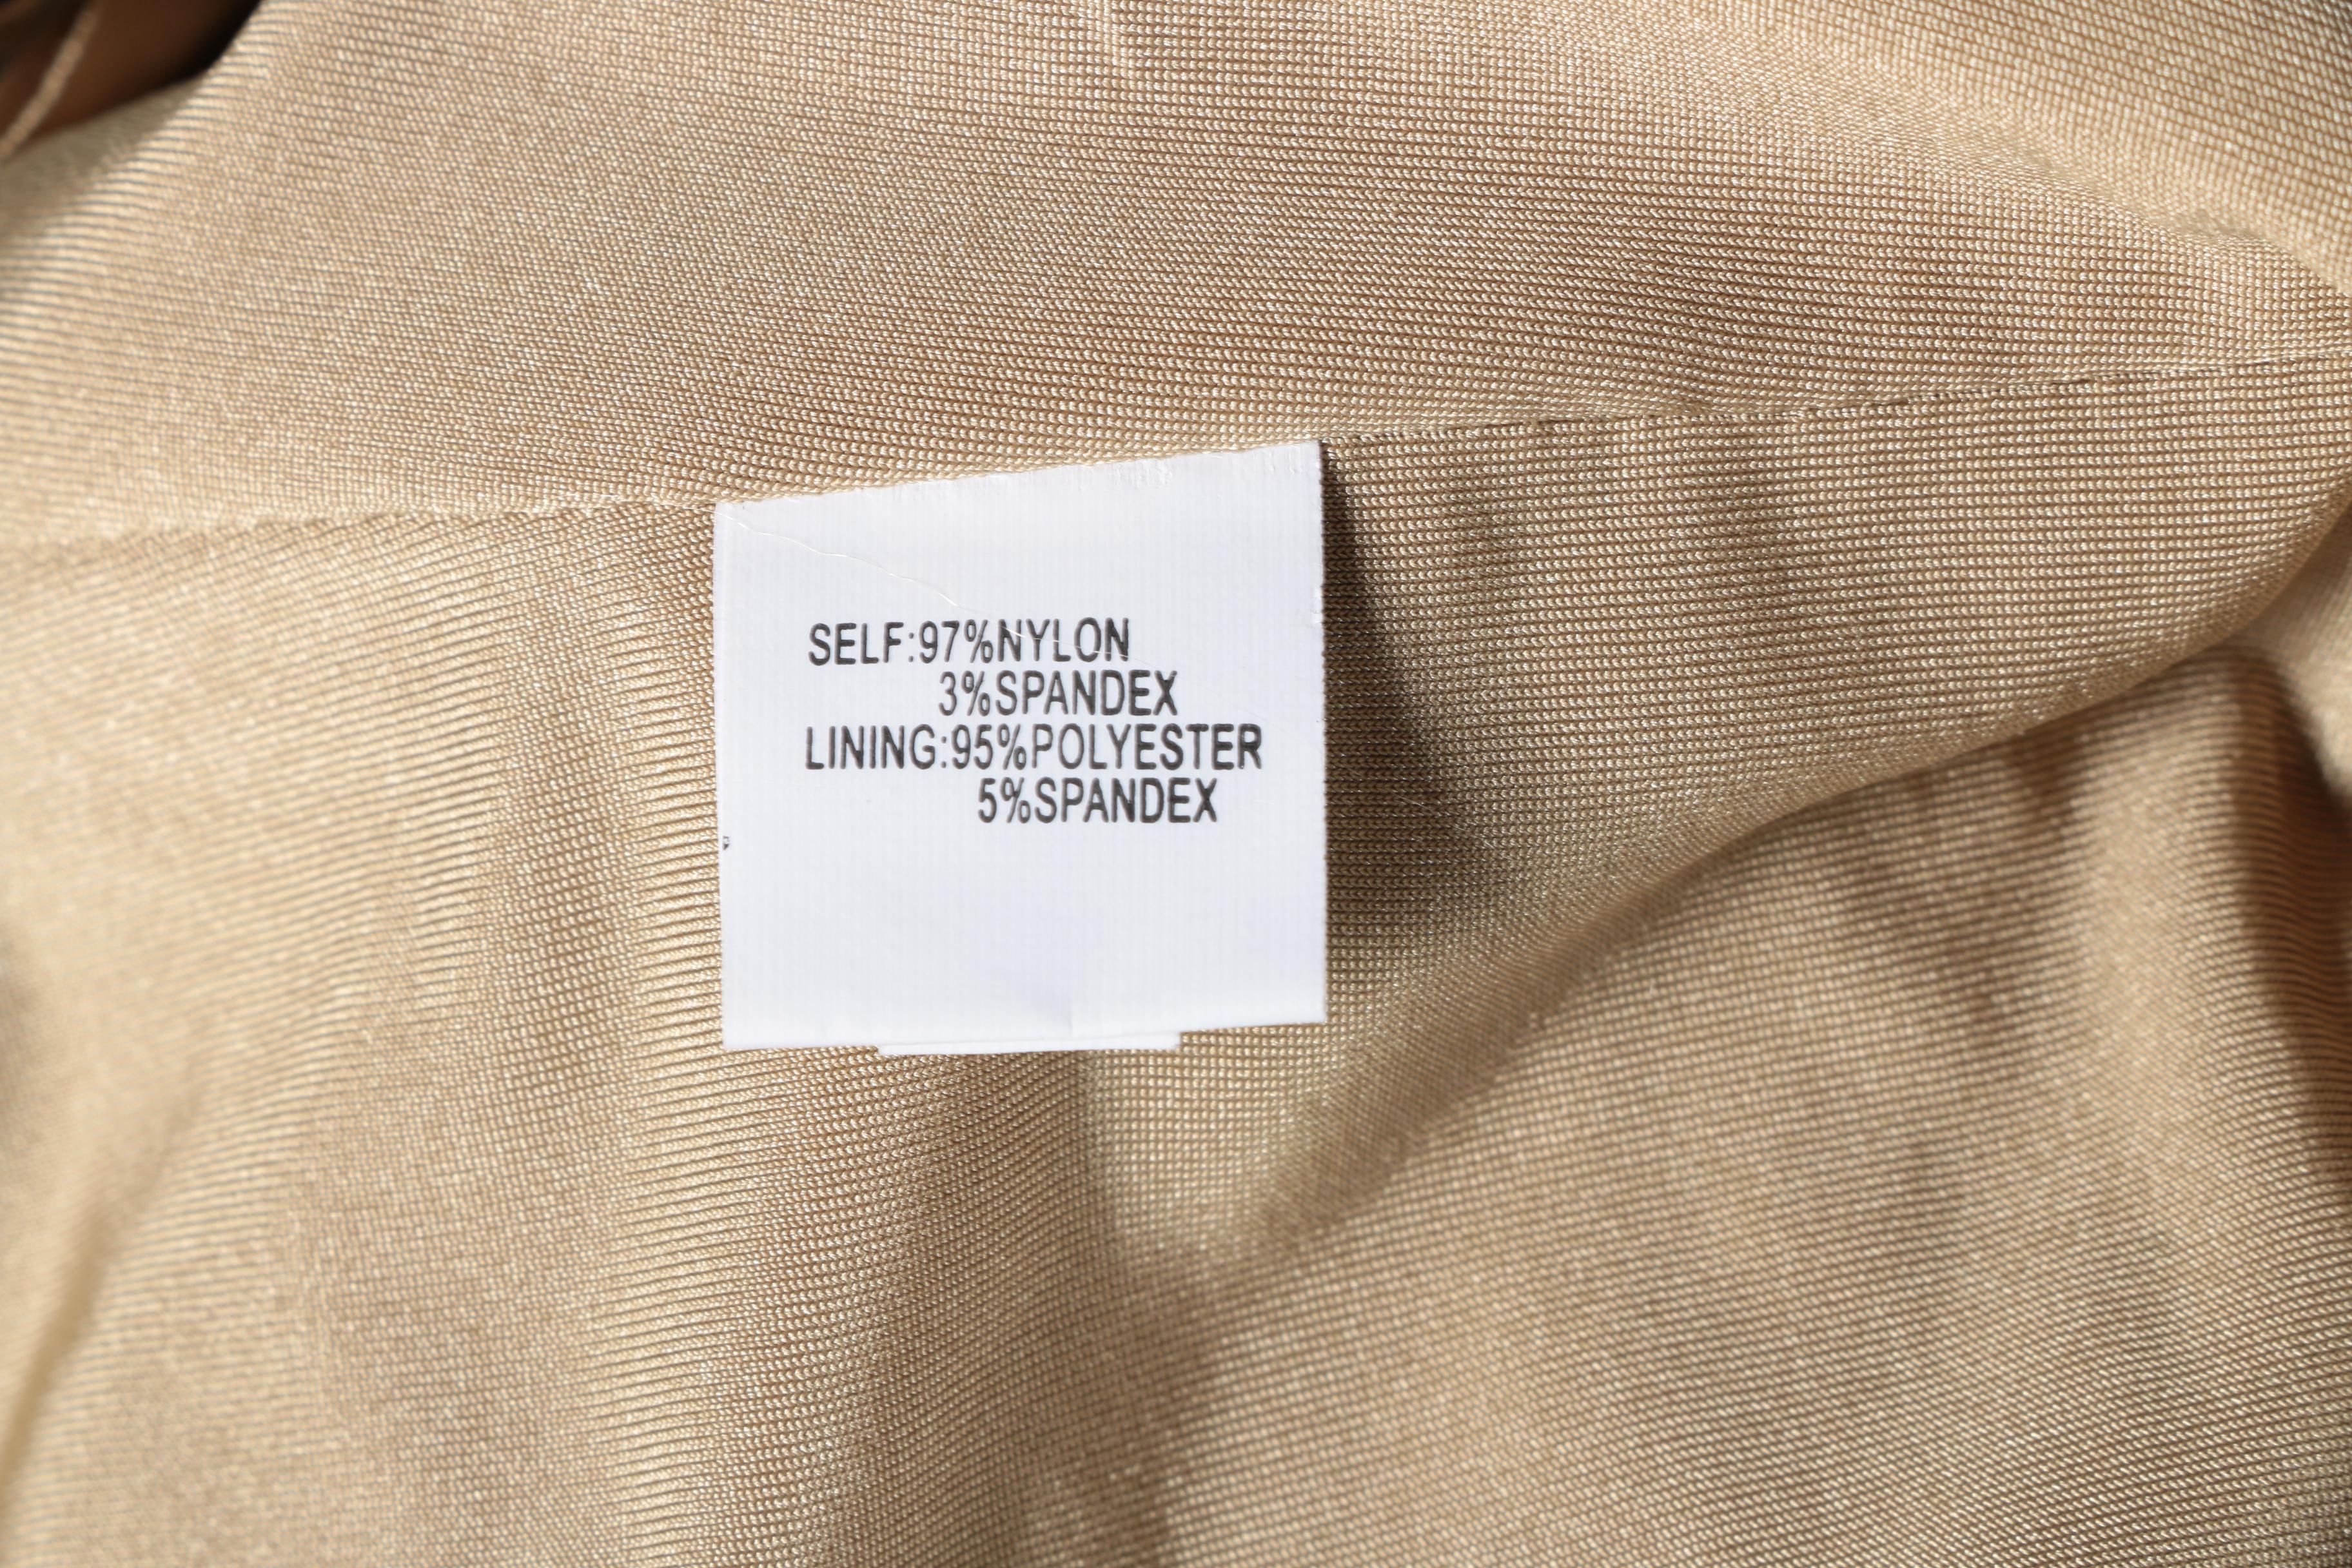 SELF:97%NYLON
3%SPANDEX
LINING:95%POLYESTER
5%SPANDEX